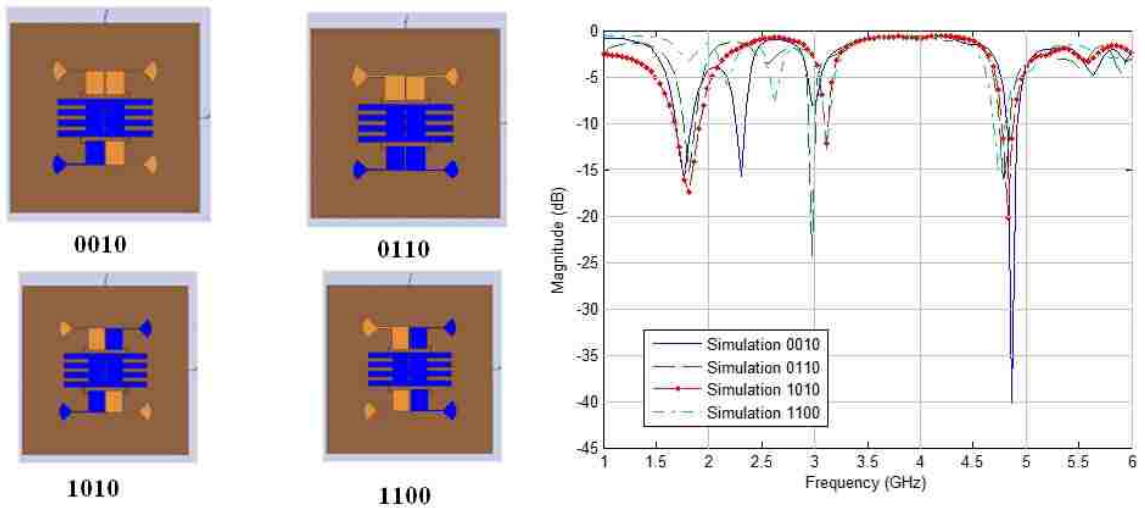 0010
0110
1010
1100
0
-5
-10
-15
-20
-25
-30
-35
-40
-45
Magnitude (dB)
Simulation 0010
Simulation 0110
Simulation 1010
Simulation 1100
1 1.5 2 2.5 3 3.5 4 4.5 5 5.5 6
Frequency (GHz)